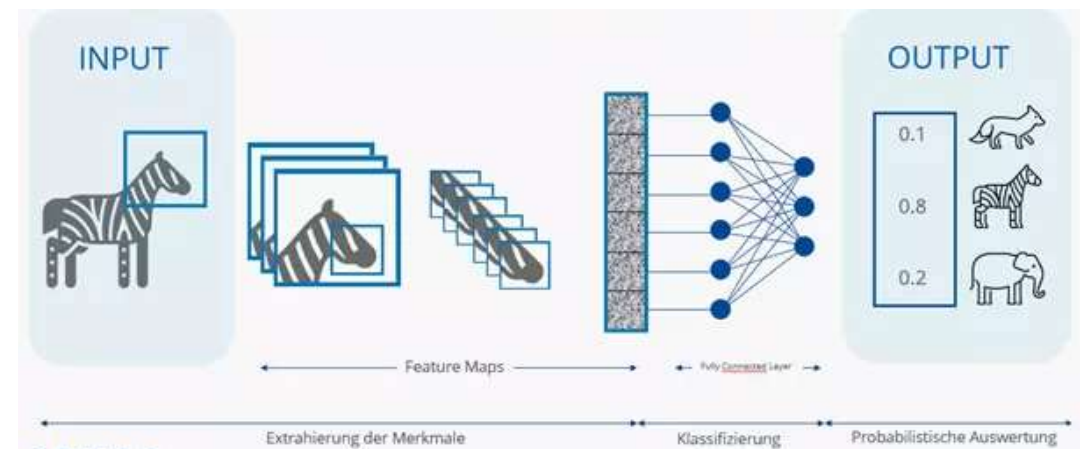 INPUT
OUTPUT
0.1
0.8
0.2
Feature Maps
Fully Connected Layer
Extrahierung der Merkmale
Klassifizierung
Probabilistische Auswertung